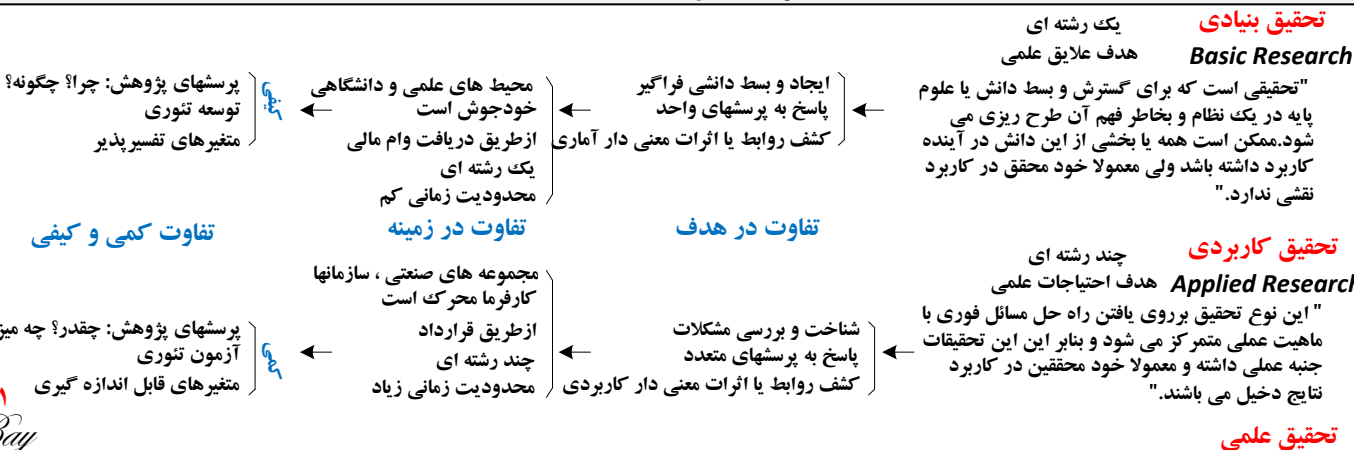 تحقیق بنیادی
یک رشته ای
Basic Research
هدف علایق علمی
"تحقیقی است که برای گسترش و بسط دانش یا علوم
پایه در یک نظام و بخاطر فهم آن طرح ریزی می
شود.ممکن است همه یا بخشی از این دانش در آینده
کاربرد داشته باشد ولی معمولا خود محقق در کاربرد
نقشی ندارد."
ایجاد و بسط دانشی فراگیر
پاسخ به پرسشهای واحد
کشف روابط یا اثرات معنی دار آماری
محیط های علمی و دانشگاهی
خودجوش است
ازطریق دریافت وام مالی
یک رشته ای
محدودیت زمانی کم
کیفی
پرسشهای پژوهش: چرا؟ چگونه؟
توسعه تئوری
متغیرهای تفسیرپذیر
تفاوت در هدف
تفاوت در زمینه
تفاوت کمی و کیفی
تحقیق کاربردی
چند رشته ای
Applied Research
هدف احتیاجات علمی
" این نوع تحقیق برروی یافتن راه حل مسائل فوری با
ماهیت عملی متمرکز می شود و بنابر این این تحقیقات
جنبه عملی داشته و معمولا خود محققین در کاربرد
نتایج دخیل می باشند."
شناخت و بررسی مشکلات
پاسخ به پرسشهای متعدد
کشف روابط یا اثرات معنی دار کاربردی
مجموعه های صنعتی ، سازمانها
کارفرما محرک است
ازطریق قرارداد
چند رشته ای
محدودیت زمانی زیاد
کمی
پرسشهای پژوهش: چقدر؟ چه
آزمون تئوری
متغیرهای قابل اندازه گیری
۱
تحقیق علمی